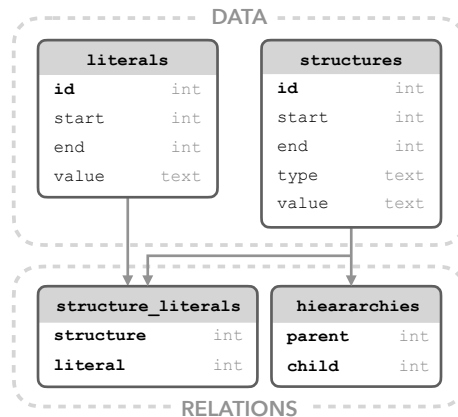 DATA
literals
id int
start int
end int
value text
structures
id int
start int
end int
type text
value text
structure_literals
structure int
literal int
hieararchies
parent int
child int
RELATIONS